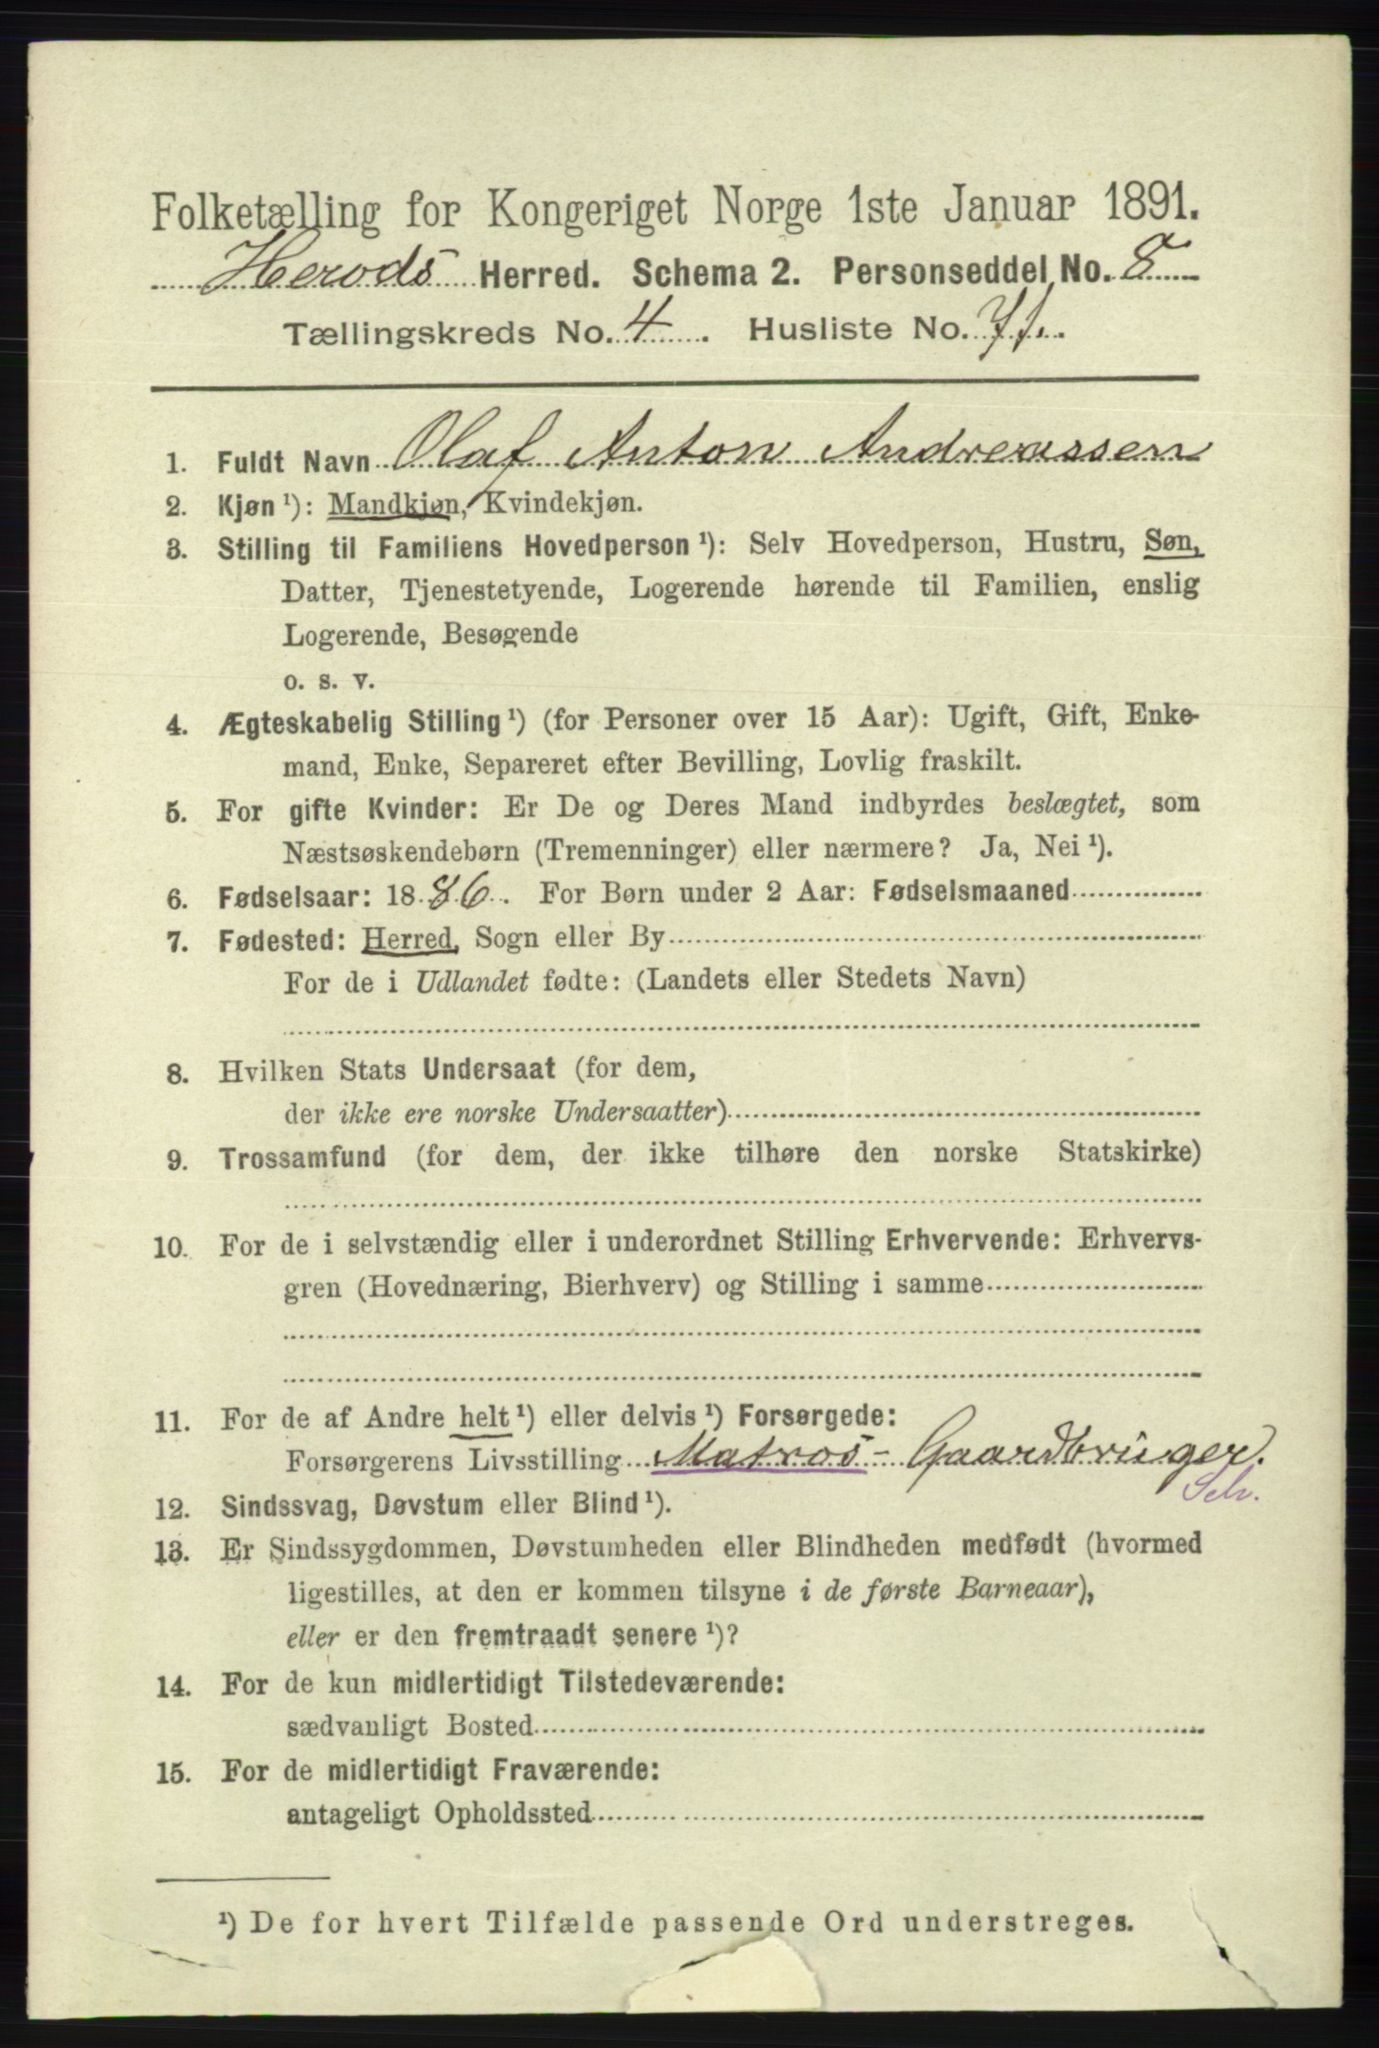 Folketælling for Kongeriget Norge 1ste Januar 1891.
Herods Herred. Schema 2. Personseddel No. 8
Tællingskreds No. 4. Husliste No. 77.
1. Fuldt Navn Olaf Anton Andreassen
2. Kjøn ¹): Mandkjøn, Kvindekjøn.
3. Stilling til Familiens Hovedperson ¹): Selv Hovedperson, Hustru, Søn,
Datter, Tjenestetyende, Logerende hørende til Familien, enslig
Logerende, Besøgende
o. s. v.
4. Ægteskabelig Stilling ¹) (for Personer over 15 Aar): Ugift, Gift, Enke-
mand, Enke, Separeret efter Bevilling, Lovlig fraskilt.
5. For gifte Kvinder: Er De og Deres Mand indbyrdes beslægtet, som
Næstsøskendebørn (Tremenninger) eller nærmere? Ja, Nei ¹).
6. Fødselsaar: 1886. For Børn under 2 Aar: Fødselsmaaned
7. Fødested: Herred, Sogn eller By
For de i Udlandet fødte: (Landets eller Stedets Navn)
8. Hvilken Stats Undersaat (for dem,
der ikke ere norske Undersaatter)
9. Trossamfund (for dem, der ikke tilhøre den norske Statskirke)
10. For de i selvstændig eller i underordnet Stilling Erhvervende: Erhvervs-
gren (Hovednæring, Bierhverv) og Stilling i samme
11. For de af Andre helt ¹) eller delvis ¹) Forsørgede:
Forsørgerens Livsstilling Matros - Gaardbruger.
Selv.
12. Sindssvag, Døvstum eller Blind ¹).
13. Er Sindssygdommen, Døvstumheden eller Blindheden medfødt (hvormed
ligestilles, at den er kommen tilsyne i de første Barneaar),
eller er den fremtraadt senere ¹)?
14. For de kun midlertidigt Tilstedeværende:
sædvanligt Bosted
15. For de midlertidigt Fraværende:
antageligt Opholdssted
¹) De for hvert Tilfælde passende Ord understreges.